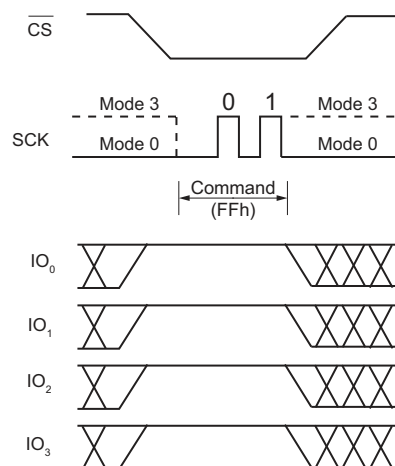 CS
0 1
Mode 3 Mode 3
SCK
Mode 0 Mode 0
Command
(FFh)
IO0
IO1
IO2
IO3